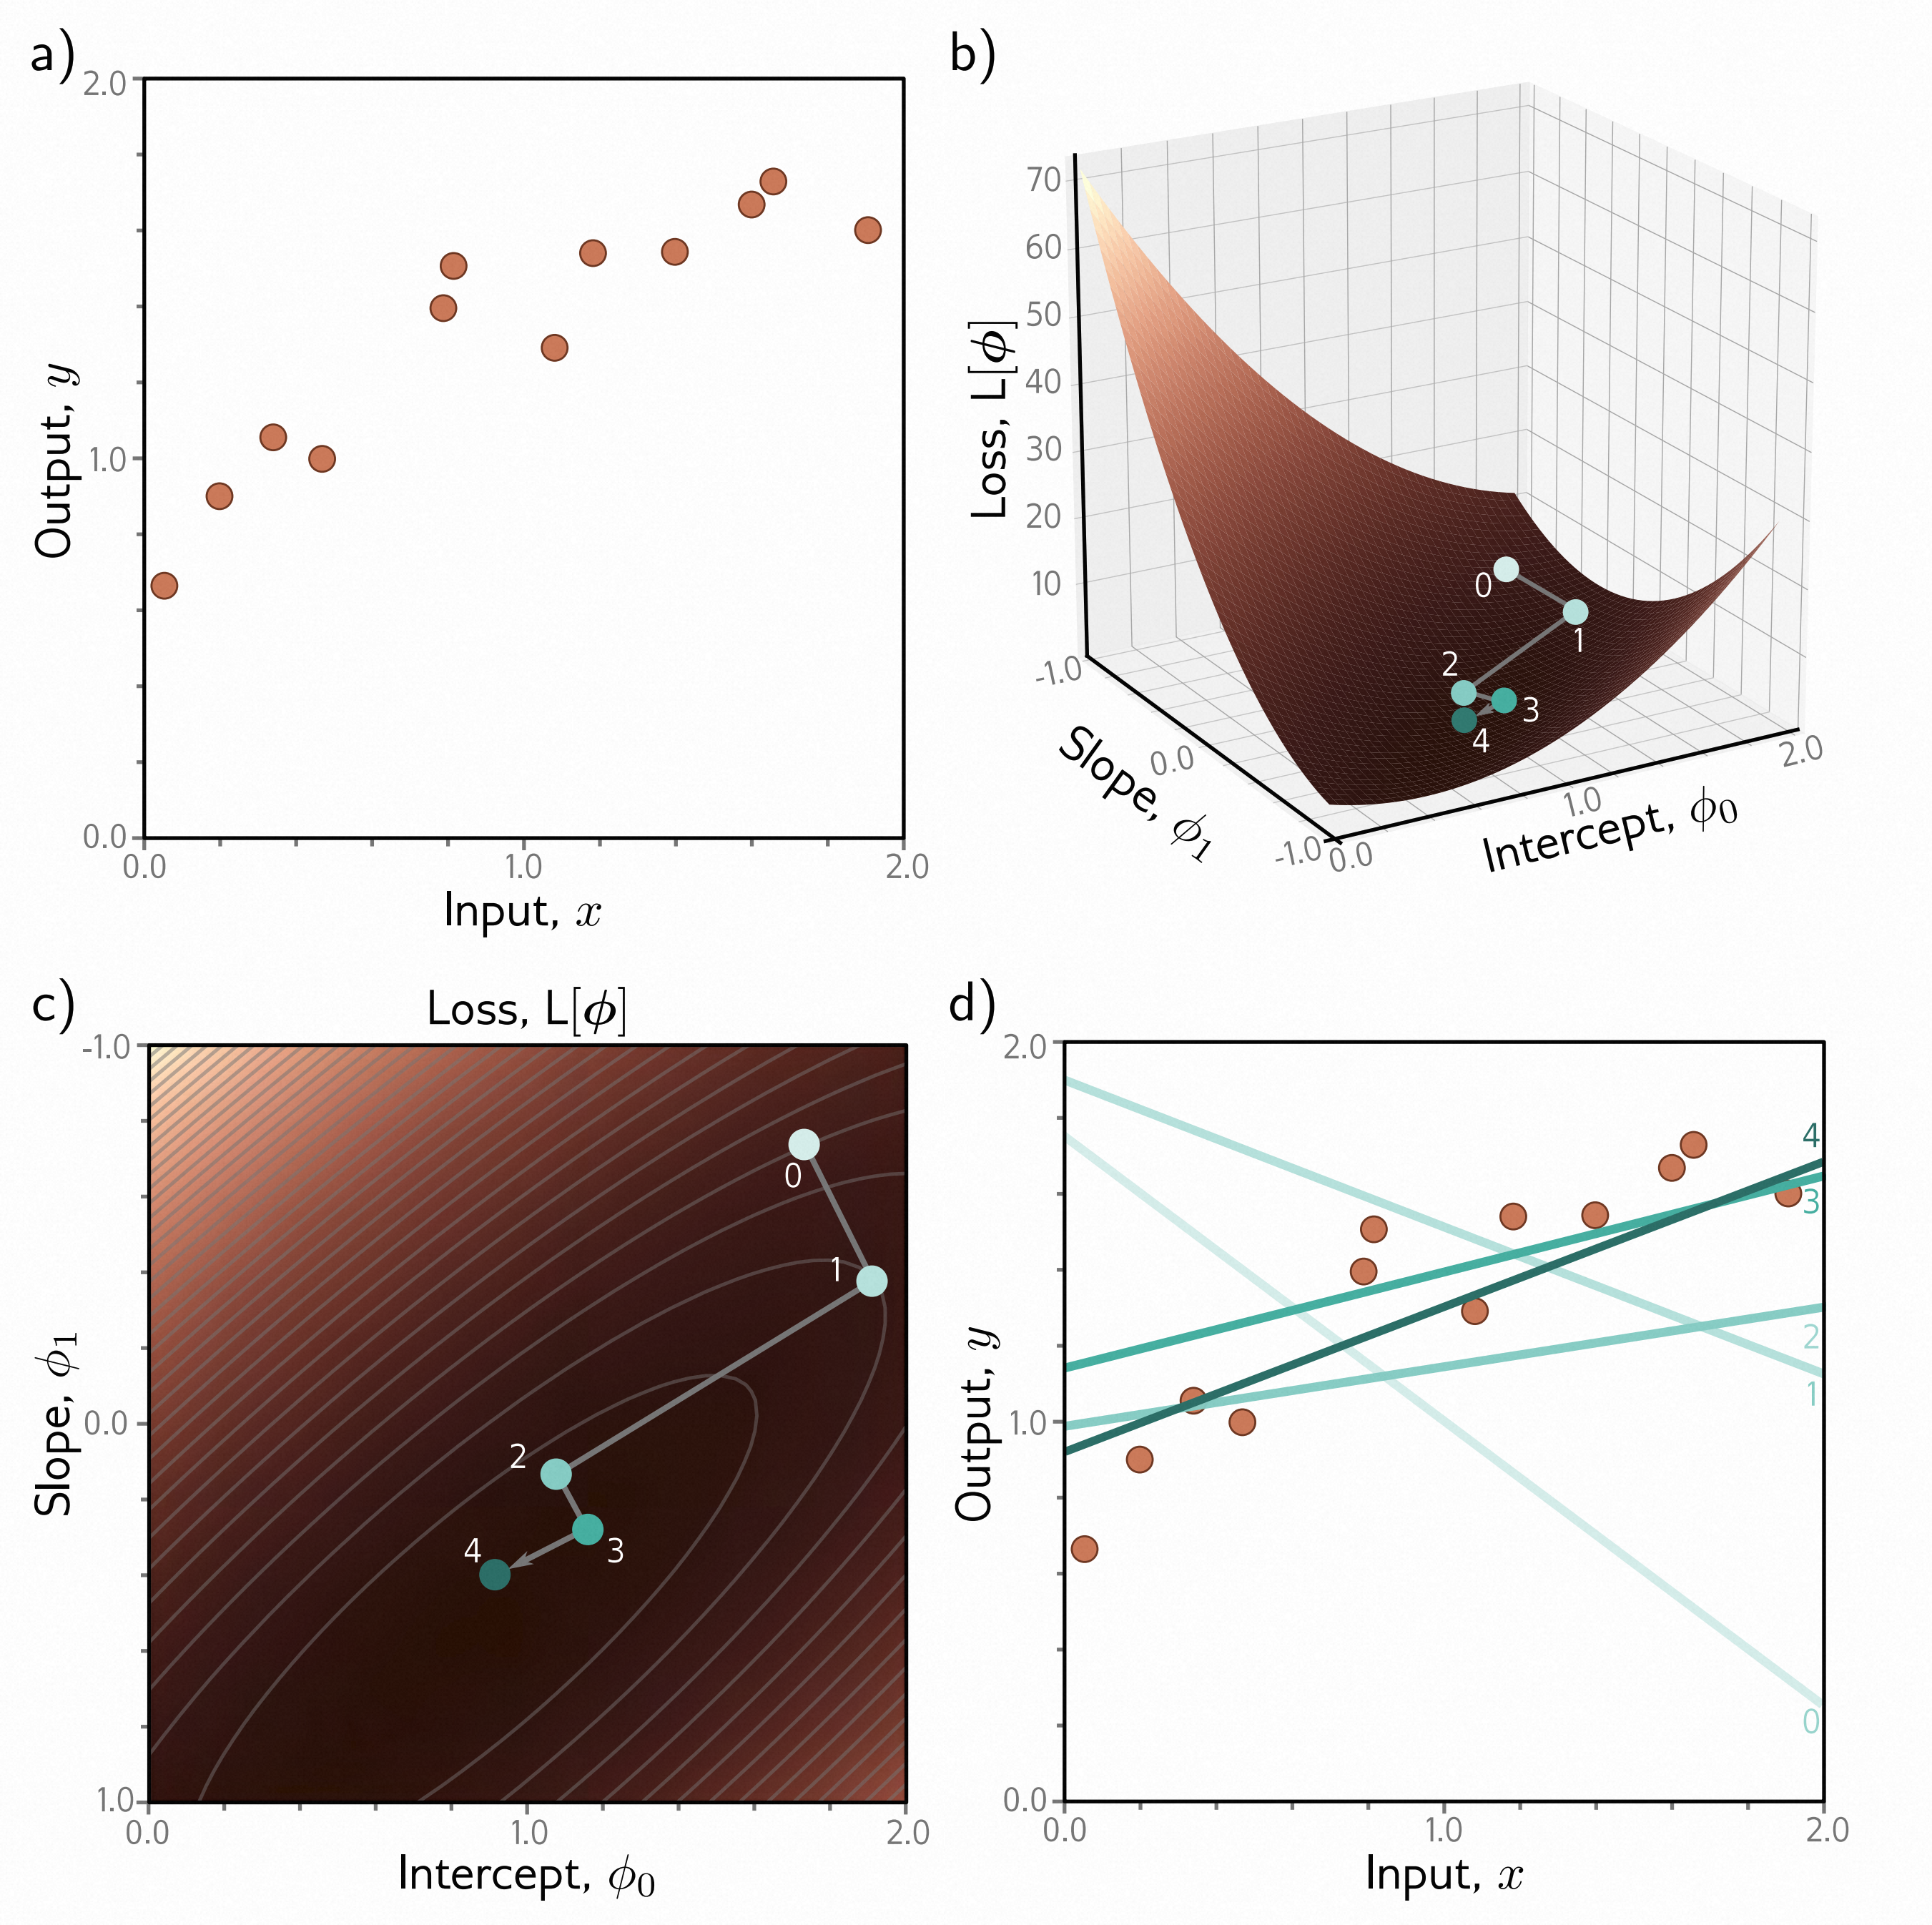 a)
2.0
1.0
0.0
0.0 1.0 2.0
Output, y
Input, x
b)
70
60
50
40
30
20
10
Loss, L[ϕ]
-1.0
0.0
-1.0
Slope, ϕ₁
0.0
1.0
2.0
Intercept, ϕ₀
0
1
2
3
4
c)
Loss, L[ϕ]
-1.0
0.0
1.0
0.0 1.0 2.0
Slope, ϕ₁
Intercept, ϕ₀
0
1
2
3
4
d)
2.0
1.0
0.0
0.0 1.0 2.0
Output, y
Input, x
4
3
2
1
0